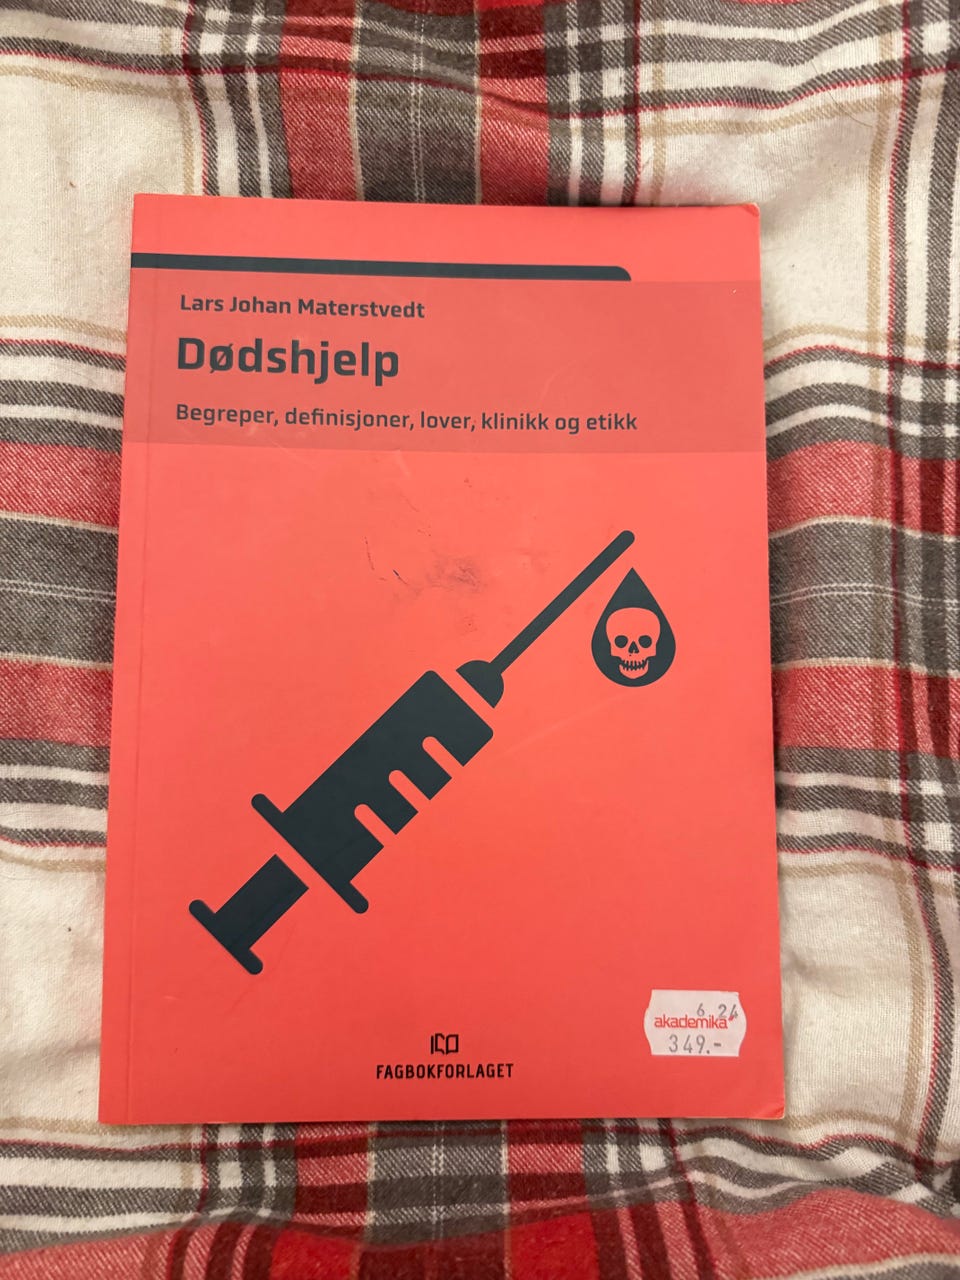 Lars Johan Materstvedt
Dødshjelp
Begreper, definisjoner, lover, klinikk og etikk
6 24
akademika
349.-
FAGBOKFORLAGET